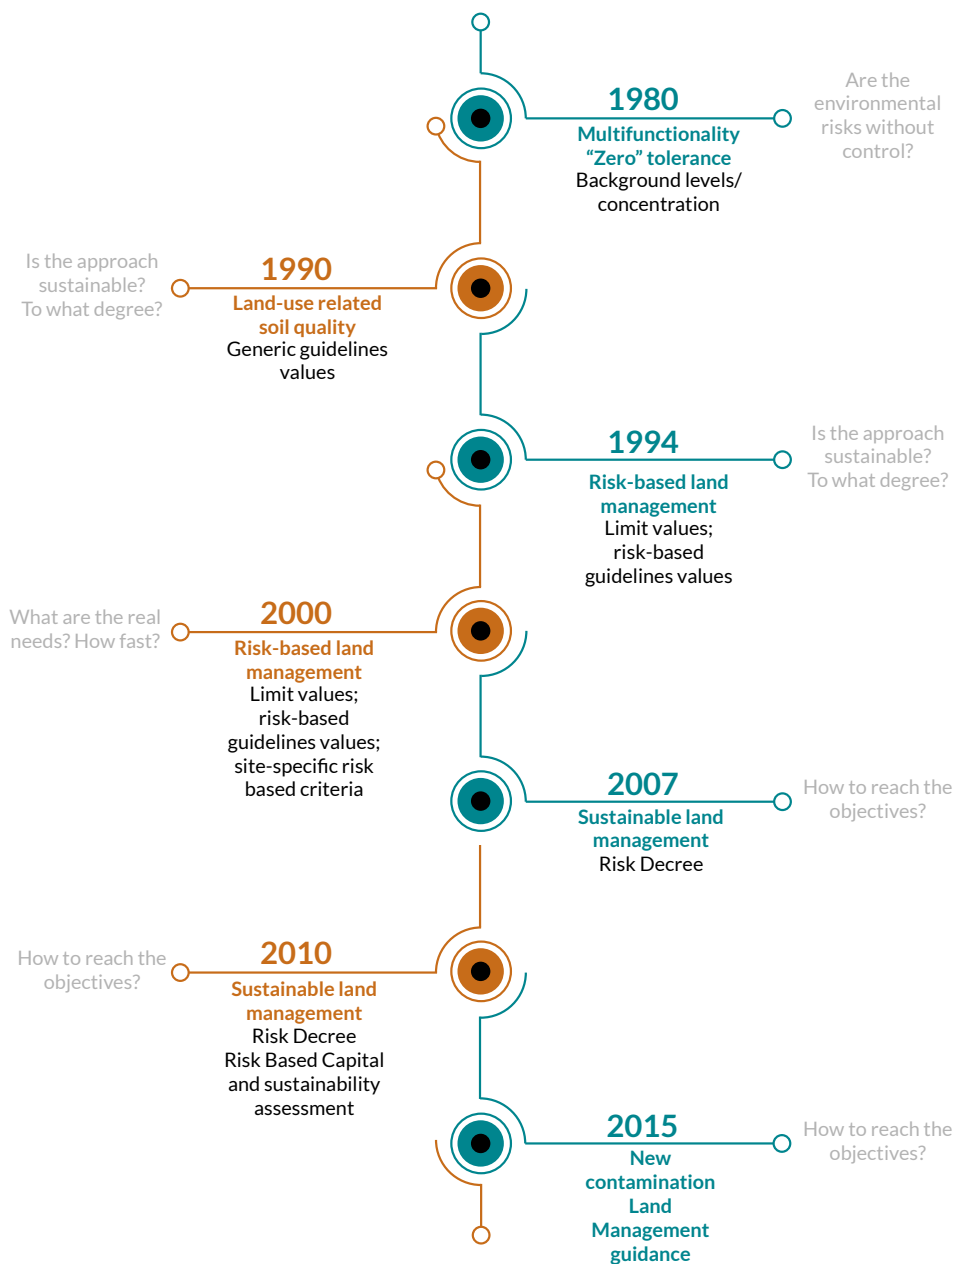 1980
Multifunctionality
“Zero” tolerance
Background levels/
concentration
Are the
environmental
risks without
control?
Is the approach
sustainable?
To what degree?
1990
Land-use related
soil quality
Generic guidelines
values
1994
Risk-based land
management
Limit values;
risk-based
guidelines values
Is the approach
sustainable?
To what degree?
What are the real
needs? How fast?
2000
Risk-based land
management
Limit values;
risk-based
guidelines values;
site-specific risk
based criteria
2007
Sustainable land
management
Risk Decree
How to reach the
objectives?
How to reach the
objectives?
2010
Sustainable land
management
Risk Decree
Risk Based Capital
and sustainability
assessment
2015
New
contamination
Land
Management
guidance
How to reach the
objectives?